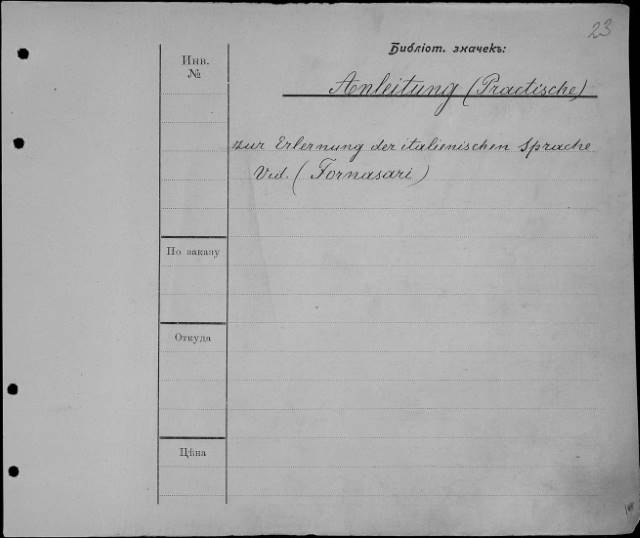 23
Библіот. значекъ:
Инв.
№
Anleitung (Practische)
zur Erlernung der italienischen Sprache
Vid. (Fornasari)
По заказу
Откуда
Цѣна